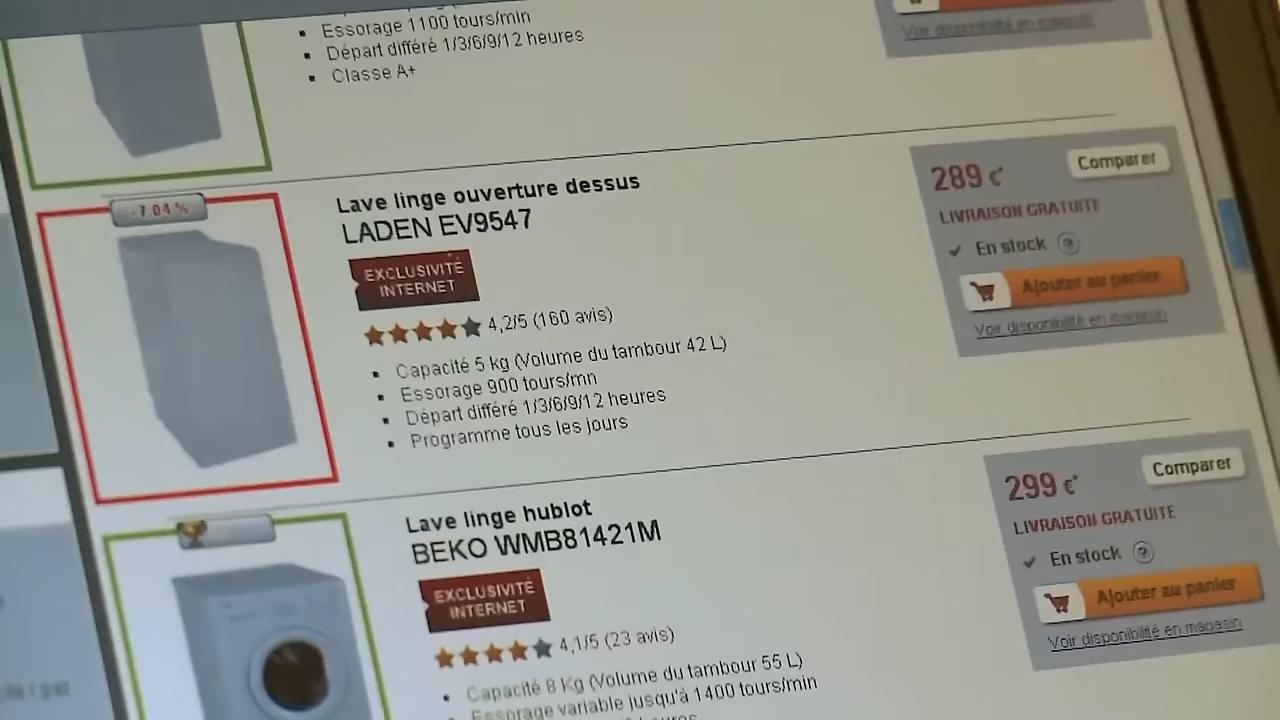 Essorage 1100 tours/min
Départ différé 1/3/6/9/12 heures
Classe A+
Voir disponibilité en magasin
-7.04 %
Lave linge ouverture dessus
LADEN EV9547
EXCLUSIVITÉ
INTERNET
4,2/5 (160 avis)
Capacité 5 kg (Volume du tambour 42 L)
Essorage 900 tours/mn
Départ différé 1/3/6/9/12 heures
Programme tous les jours
289 €*
Comparer
LIVRAISON GRATUITE
En stock ?
Ajouter au panier
Voir disponibilité en magasin
Lave linge hublot
BEKO WMB81421M
EXCLUSIVITÉ
INTERNET
4,1/5 (23 avis)
Capacité 8 Kg (Volume du tambour 55 L)
Essorage variable jusqu'à 1400 tours/min
heures
299 €*
Comparer
LIVRAISON GRATUITE
En stock ?
Ajouter au panier
Voir disponibilité en magasin